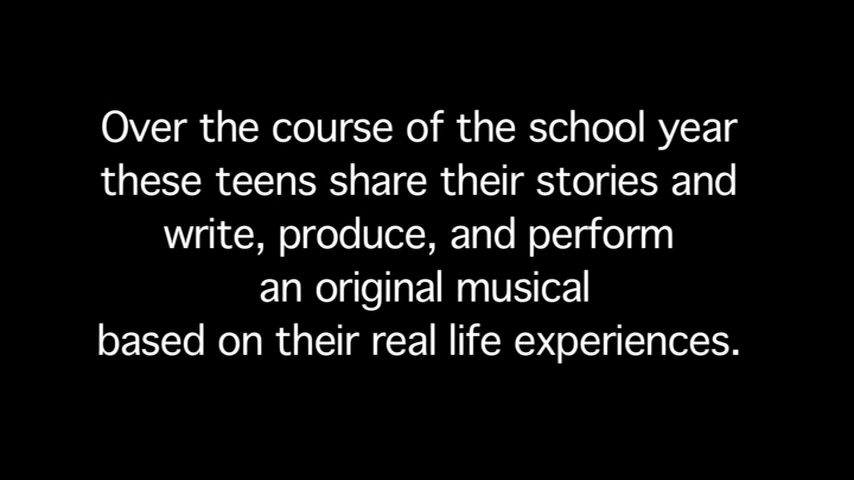 Over the course of the school year
these teens share their stories and
write, produce, and perform
an original musical
based on their real life experiences.